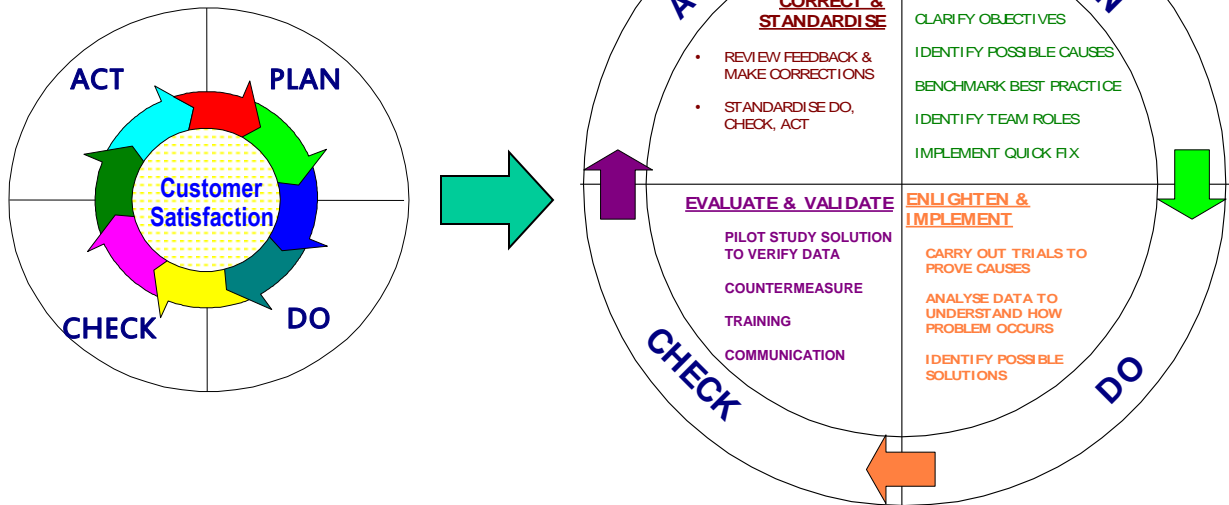 ACT
PLAN
Customer
Satisfaction
CHECK
DO
CORRECT &
STANDARDISE
• REVIEW FEEDBACK &
MAKE CORRECTIONS
• STANDARDISE DO,
CHECK, ACT
CLARIFY OBJECTIVES
IDENTIFY POSSIBLE CAUSES
BENCHMARK BEST PRACTICE
IDENTIFY TEAM ROLES
IMPLEMENT QUICK FIX
EVALUATE & VALIDATE
PILOT STUDY SOLUTION
TO VERIFY DATA
COUNTERMEASURE
TRAINING
COMMUNICATION
ENLIGHTEN &
IMPLEMENT
CARRY OUT TRIALS TO
PROVE CAUSES
ANALYSE DATA TO
UNDERSTAND HOW
PROBLEM OCCURS
IDENTIFY POSSIBLE
SOLUTIONS
CHECK
DO